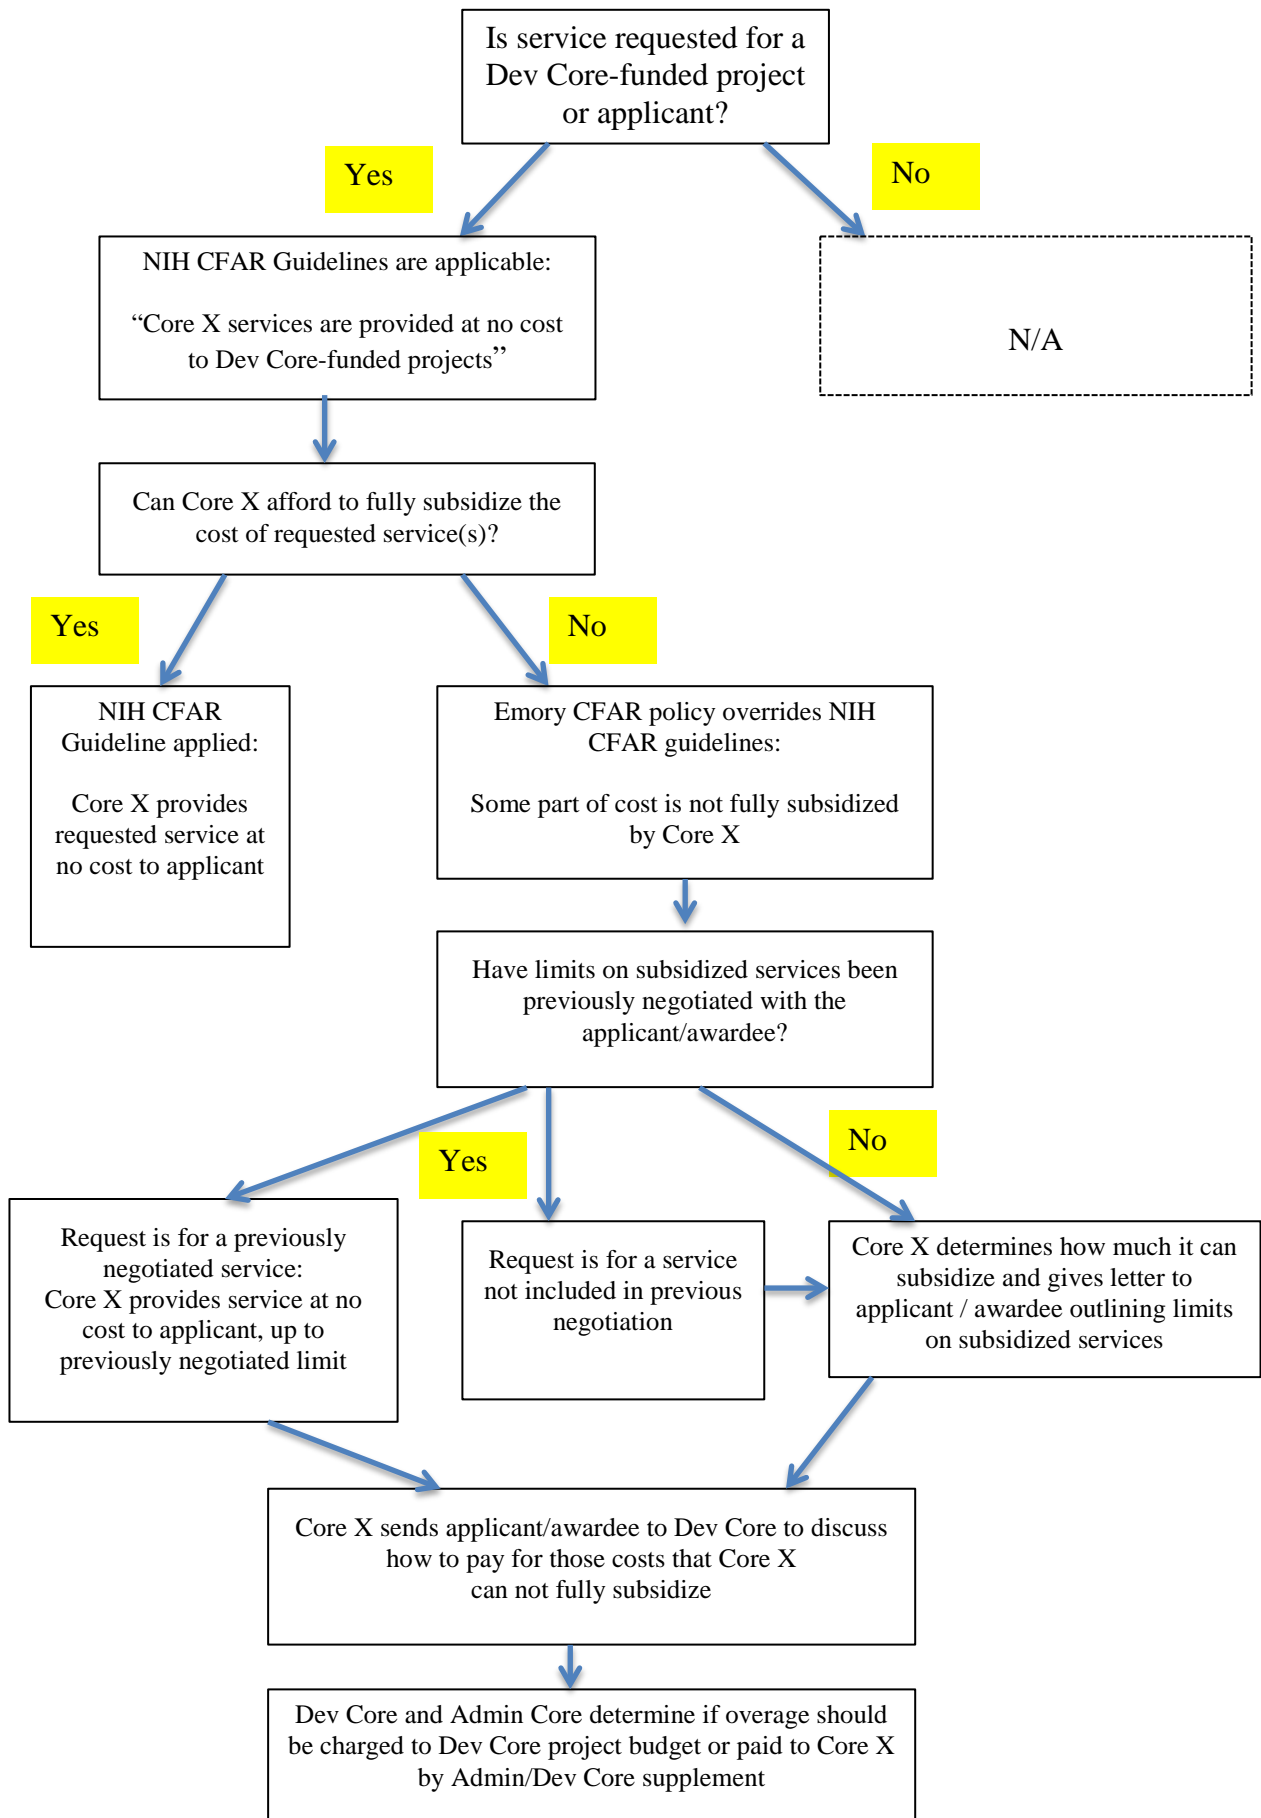 Is service requested for a
Dev Core-funded project
or applicant?
Yes
No
NIH CFAR Guidelines are applicable:
“Core X services are provided at no cost
to Dev Core-funded projects”
N/A
Can Core X afford to fully subsidize the
cost of requested service(s)?
Yes
No
NIH CFAR
Guideline applied:
Core X provides
requested service at
no cost to applicant
Emory CFAR policy overrides NIH
CFAR guidelines:
Some part of cost is not fully subsidized
by Core X
Have limits on subsidized services been
previously negotiated with the
applicant/awardee?
Yes
No
Request is for a previously
negotiated service:
Core X provides service at no
cost to applicant, up to
previously negotiated limit
Request is for a service
not included in previous
negotiation
Core X determines how much it can
subsidize and gives letter to
applicant / awardee outlining limits
on subsidized services
Core X sends applicant/awardee to Dev Core to discuss
how to pay for those costs that Core X
can not fully subsidize
Dev Core and Admin Core determine if overage should
be charged to Dev Core project budget or paid to Core X
by Admin/Dev Core supplement